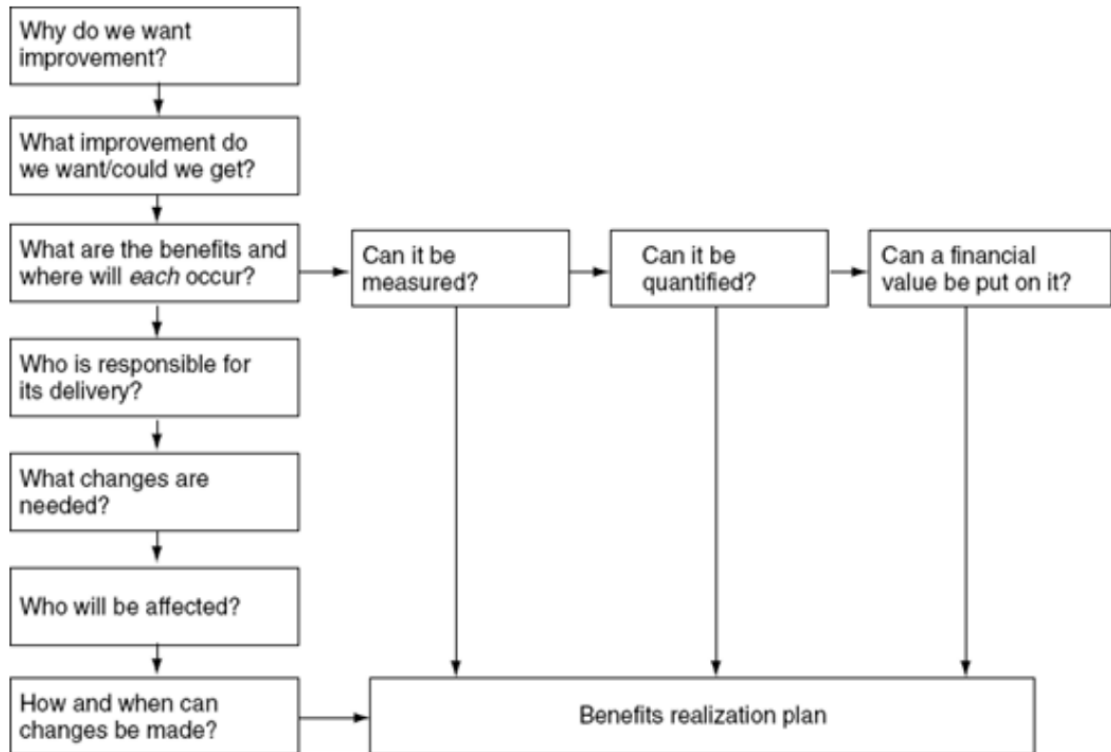 Why do we want
improvement?
What improvement do
we want/could we get?
What are the benefits and
where will each occur?
Can it be
measured?
Can it be
quantified?
Can a financial
value be put on it?
Who is responsible for
its delivery?
What changes are
needed?
Who will be affected?
How and when can
changes be made?
Benefits realization plan